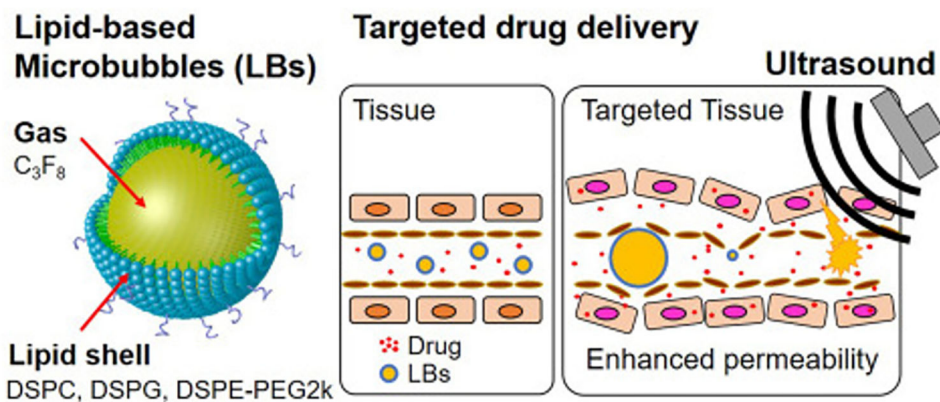 Lipid-based
Microbubbles (LBs)
Gas
C₃F₈
Lipid shell
DSPC, DSPG, DSPE-PEG2k
Targeted drug delivery
Ultrasound
Tissue
Drug
LBs
Targeted Tissue
Enhanced permeability